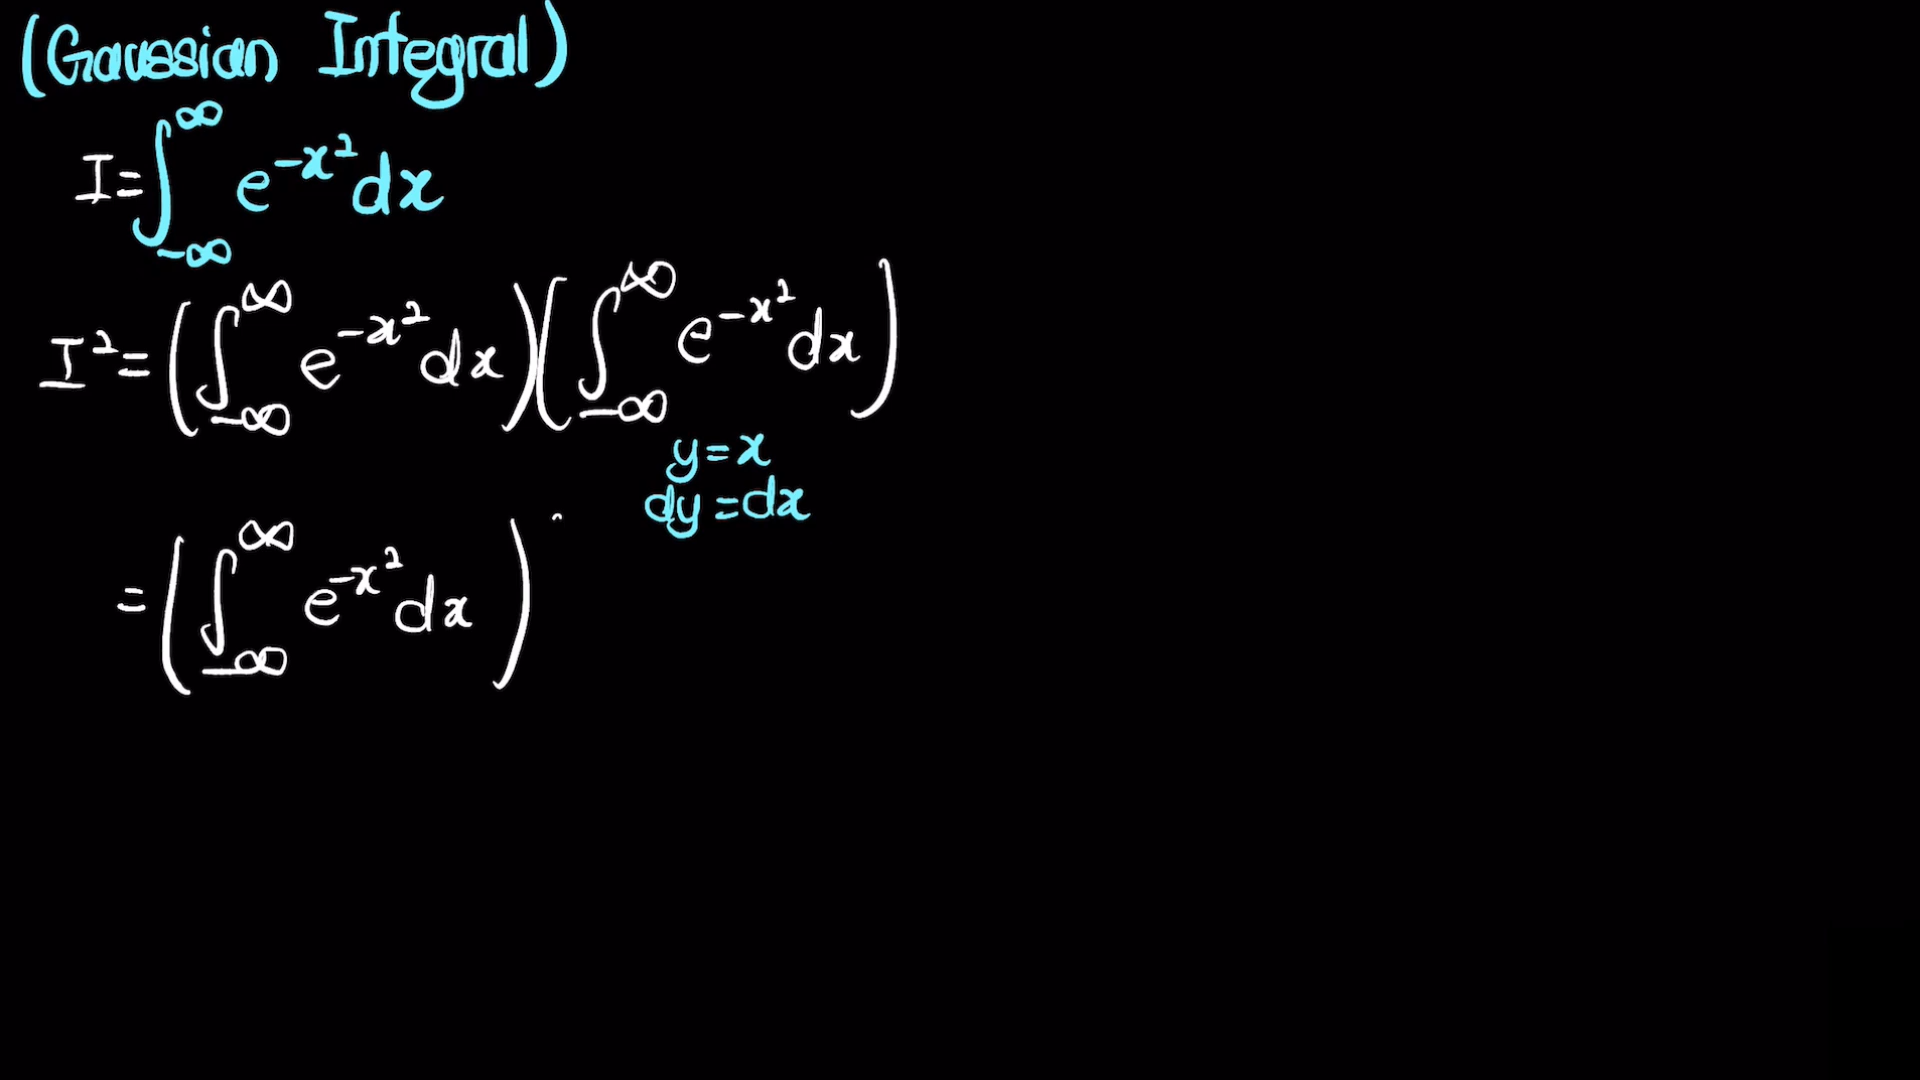 (Gaussian Integral)
I=∫_{-∞}^{∞} e^{-x²} dx
I²=(∫_{-∞}^{∞} e^{-x²} dx)(∫_{-∞}^{∞} e^{-x²} dx)
y=x
dy=dx
=(∫_{-∞}^{∞} e^{-x²} dx)